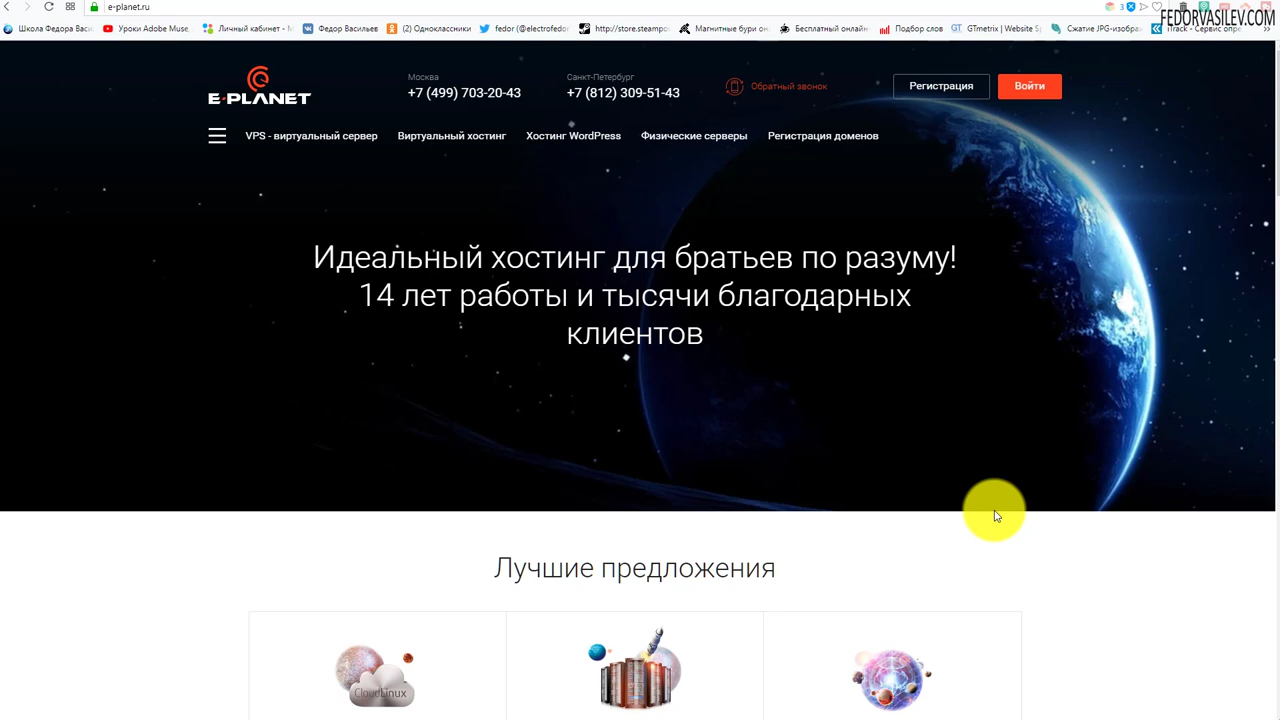 e-planet.ru
3
FEDORVASILEV.COM
Школа Федора Васи
Уроки Adobe Muse,
Личный кабинет -
Федор Васильев
(2) Одноклассники
fedor (@electrofedor
http://store.steampo
Магнитные бури он
Бесплатный онлайн
Подбор слов
GTmetrix | Website S
Сжатие JPG-изобра
iTrack - Сервис
E-PLANET
Москва
+7 (499) 703-20-43
Санкт-Петербург
+7 (812) 309-51-43
Обратный звонок
Регистрация
Войти
VPS - виртуальный сервер
Виртуальный хостинг
Хостинг WordPress
Физические серверы
Регистрация доменов
Идеальный хостинг для братьев по разуму!
14 лет работы и тысячи благодарных
клиентов
Лучшие предложения
CloudLinux